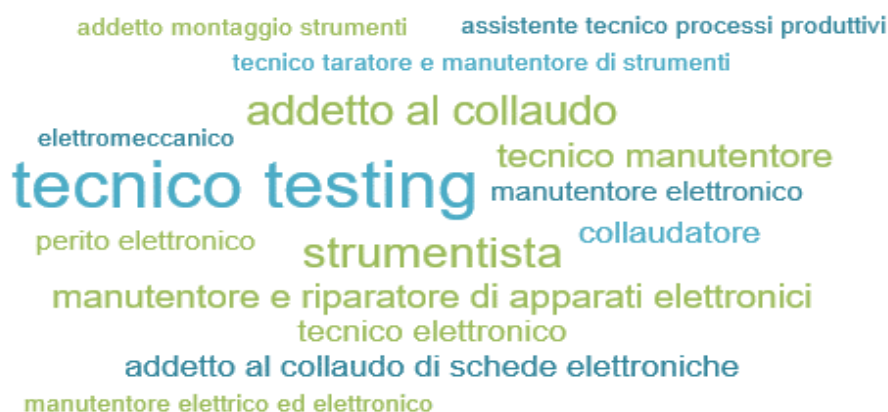 addetto montaggio strumenti
assistente tecnico processi produttivi
tecnico taratore e manutentore di strumenti
addetto al collaudo
elettromeccanico
tecnico manutentore
tecnico testing
manutentore elettronico
perito elettronico
collaudatore
strumentista
manutentore e riparatore di apparati elettronici
tecnico elettronico
addetto al collaudo di schede elettroniche
manutentore elettrico ed elettronico